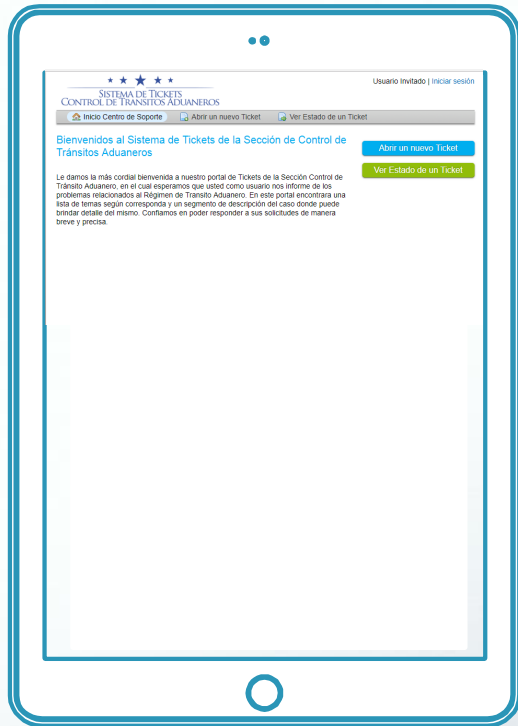 Usuario Invitado | Iniciar sesión
SISTEMA DE TICKETS
CONTROL DE TRANSITOS ADUANEROS
Inicio Centro de Soporte Abrir un nuevo Ticket Ver Estado de un Ticket
Bienvenidos al Sistema de Tickets de la Sección de Control de
Tránsitos Aduaneros
Abrir un nuevo Ticket
Ver Estado de un Ticket
Le damos la más cordial bienvenida a nuestro portal de Tickets de la Sección Control de
Tránsito Aduanero, en el cual esperamos que usted como usuario nos informe de los
problemas relacionados al Régimen de Transito Aduanero. En este portal encontrara una
lista de temas según corresponda y un segmento de descripción del caso donde puede
brindar detalle del mismo. Confiamos en poder responder a sus solicitudes de manera
breve y precisa.